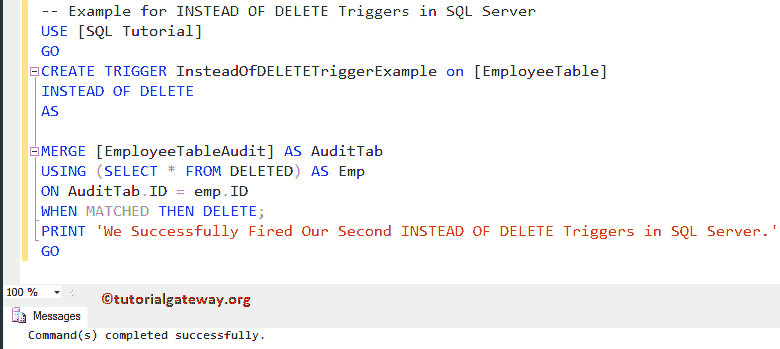 -- Example for INSTEAD OF DELETE Triggers in SQL Server
USE [SQL Tutorial]
GO
CREATE TRIGGER InsteadOfDELETETriggerExample on [EmployeeTable]
INSTEAD OF DELETE
AS
MERGE [EmployeeTableAudit] AS AuditTab
USING (SELECT * FROM DELETED) AS Emp
ON AuditTab.ID = emp.ID
WHEN MATCHED THEN DELETE;
PRINT 'We Successfully Fired Our Second INSTEAD OF DELETE Triggers in SQL Server.'
GO
100 %
©tutorialgateway.org
Messages
Command(s) completed successfully.